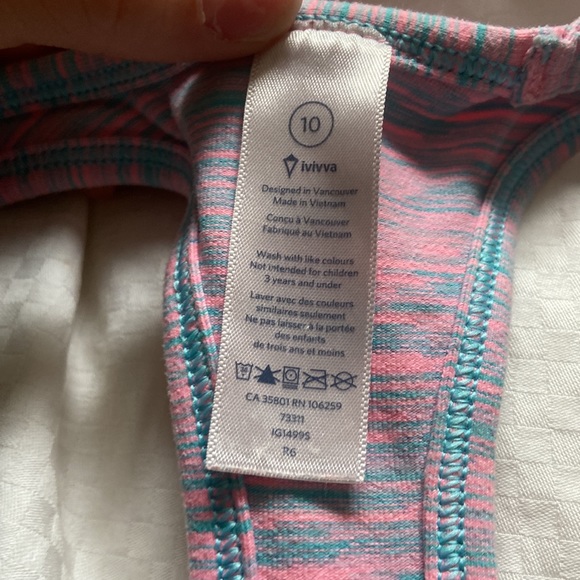 10
ivivva
Designed in Vancouver
Made in Vietnam
Conçu à Vancouver
Fabriqué au Vietnam
Wash with like colours
Not intended for children
3 years and under
Laver avec des couleurs
similaires seulement
Ne pas laisser à la portée
des enfants
de trois ans et moins
30
CA 35801 RN 106259
73311
IG1499S
R6